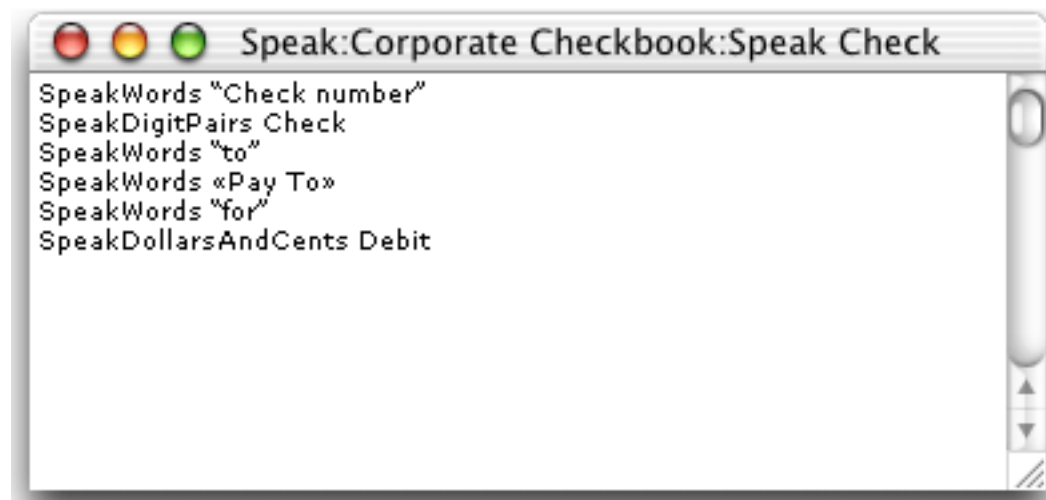 Speak:Corporate Checkbook:Speak Check
SpeakWords “Check number”
SpeakDigitPairs Check
SpeakWords “to”
SpeakWords «Pay To»
SpeakWords “for”
SpeakDollarsAndCents Debit